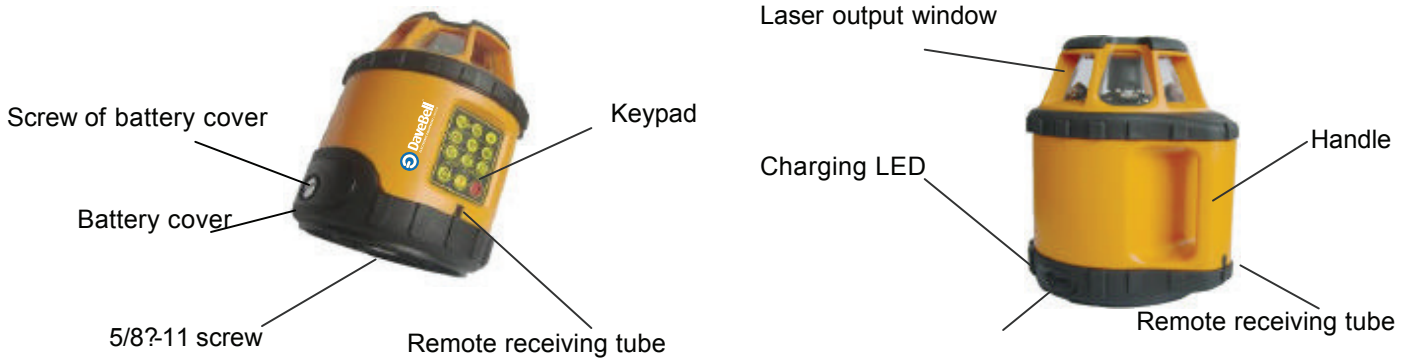 Laser output window
Screw of battery cover
Keypad
DaveBell
Charging LED
Handle
Battery cover
5/8?-11 screw
Remote receiving tube
Remote receiving tube